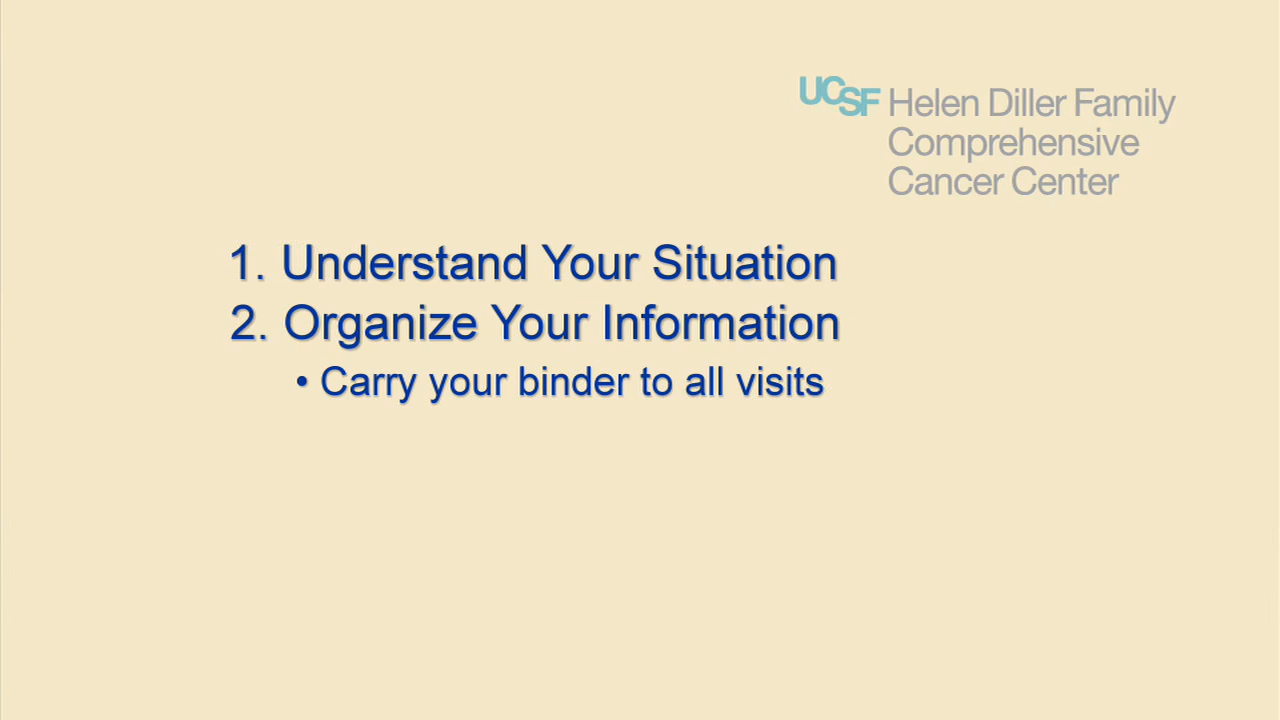 UCSF Helen Diller Family
Comprehensive
Cancer Center
1. Understand Your Situation
2. Organize Your Information
• Carry your binder to all visits